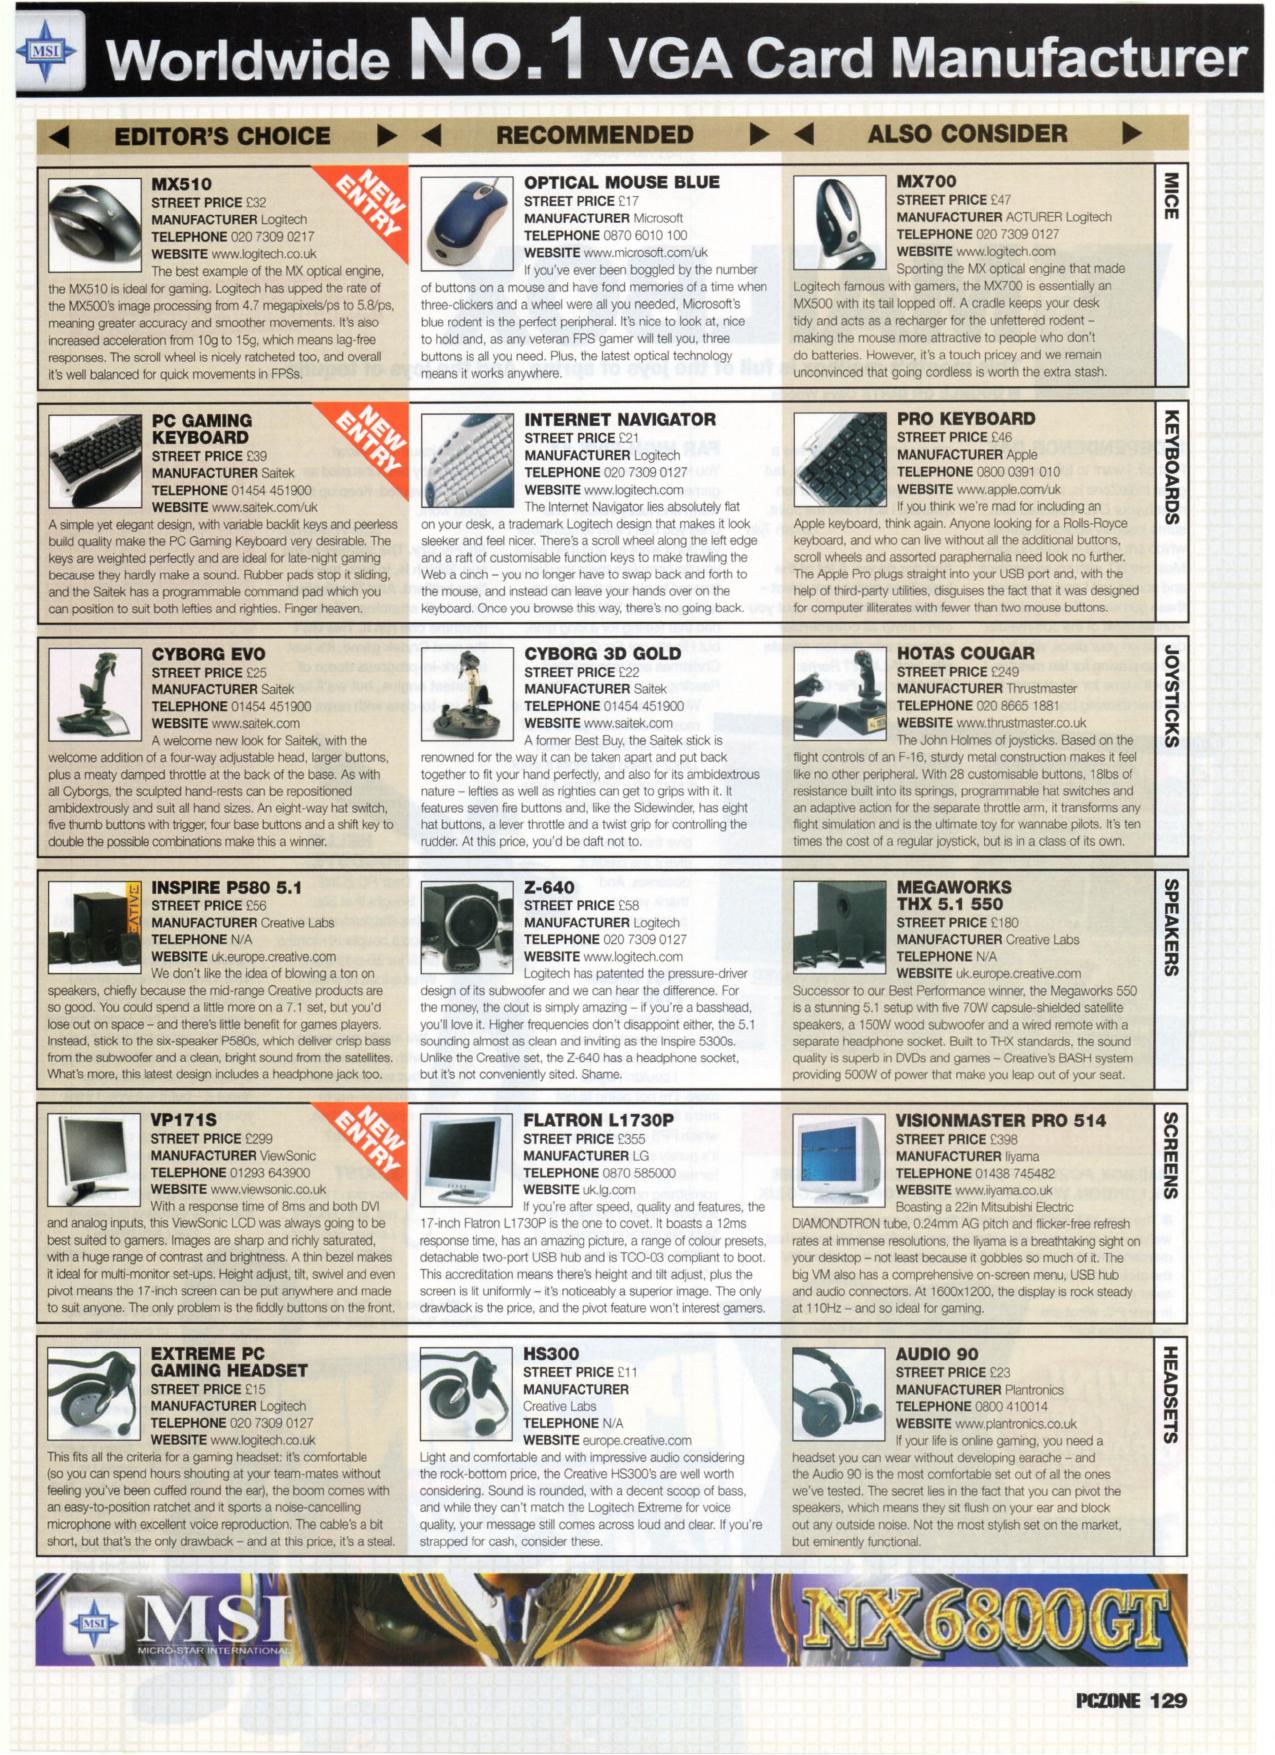 MSI
Worldwide No.1 VGA Card Manufacturer
EDITOR'S CHOICE
RECOMMENDED
ALSO CONSIDER
MICE
MX510
STREET PRICE £32
MANUFACTURER Logitech
TELEPHONE 020 7309 0217
WEBSITE www.logitech.co.uk
NEW
ENTRY
The best example of the MX optical engine,
the MX510 is ideal for gaming. Logitech has upped the rate of
the MX500's image processing from 4.7 megapixels/ps to 5.8/ps,
meaning greater accuracy and smoother movements. It's also
increased acceleration from 10g to 15g, which means lag-free
responses. The scroll wheel is nicely ratcheted too, and overall
it's well balanced for quick movements in FPSs.
OPTICAL MOUSE BLUE
STREET PRICE £17
MANUFACTURER Microsoft
TELEPHONE 0870 6010 100
WEBSITE www.microsoft.com/uk
If you've ever been boggled by the number
of buttons on a mouse and have fond memories of a time when
three-clickers and a wheel were all you needed, Microsoft's
blue rodent is the perfect peripheral. It's nice to look at, nice
to hold and, as any veteran FPS gamer will tell you, three
buttons is all you need. Plus, the latest optical technology
means it works anywhere.
MX700
STREET PRICE £47
MANUFACTURER ACTURER Logitech
TELEPHONE 020 7309 0127
WEBSITE www.logitech.com
Sporting the MX optical engine that made
Logitech famous with gamers, the MX700 is essentially an
MX500 with its tail lopped off. A cradle keeps your desk
tidy and acts as a recharger for the unfettered rodent –
making the mouse more attractive to people who don't
do batteries. However, it's a touch pricey and we remain
unconvinced that going cordless is worth the extra stash.
KEYBOARDS
PC GAMING
KEYBOARD
STREET PRICE £39
MANUFACTURER Saitek
TELEPHONE 01454 451900
WEBSITE www.saitek.com/uk
NEW
ENTRY
A simple yet elegant design, with variable backlit keys and peerless
build quality make the PC Gaming Keyboard very desirable. The
keys are weighted perfectly and are ideal for late-night gaming
because they hardly make a sound. Rubber pads stop it sliding,
and the Saitek has a programmable command pad which you
can position to suit both lefties and righties. Finger heaven.
INTERNET NAVIGATOR
STREET PRICE £21
MANUFACTURER Logitech
TELEPHONE 020 7309 0127
WEBSITE www.logitech.com
The Internet Navigator lies absolutely flat
on your desk, a trademark Logitech design that makes it look
sleeker and feel nicer. There's a scroll wheel along the left edge
and a raft of customisable function keys to make trawling the
Web a cinch – you no longer have to swap back and forth to
the mouse, and instead can leave your hands over on the
keyboard. Once you browse this way, there's no going back.
PRO KEYBOARD
STREET PRICE £46
MANUFACTURER Apple
TELEPHONE 0800 0391 010
WEBSITE www.apple.com/uk
If you think we're mad for including an
Apple keyboard, think again. Anyone looking for a Rolls-Royce
keyboard, and who can live without all the additional buttons,
scroll wheels and assorted paraphernalia need look no further.
The Apple Pro plugs straight into your USB port and, with the
help of third-party utilities, disguises the fact that it was designed
for computer illiterates with fewer than two mouse buttons.
JOYSTICKS
CYBORG EVO
STREET PRICE £25
MANUFACTURER Saitek
TELEPHONE 01454 451900
WEBSITE www.saitek.com
A welcome new look for Saitek, with the
welcome addition of a four-way adjustable head, larger buttons,
plus a meaty damped throttle at the back of the base. As with
all Cyborgs, the sculpted hand-rests can be repositioned
ambidextrously and suit all hand sizes. An eight-way hat switch,
five thumb buttons with trigger, four base buttons and a shift key to
double the possible combinations make this a winner.
CYBORG 3D GOLD
STREET PRICE £22
MANUFACTURER Saitek
TELEPHONE 01454 451900
WEBSITE www.saitek.com
A former Best Buy, the Saitek stick is
renowned for the way it can be taken apart and put back
together to fit your hand perfectly, and also for its ambidextrous
nature – lefties as well as righties can get to grips with it. It
features seven fire buttons and, like the Sidewinder, has eight
hat buttons, a lever throttle and a twist grip for controlling the
rudder. At this price, you'd be daft not to.
HOTAS COUGAR
STREET PRICE £249
MANUFACTURER Thrustmaster
TELEPHONE 020 8665 1881
WEBSITE www.thrustmaster.co.uk
The John Holmes of joysticks. Based on the
flight controls of an F-16, sturdy metal construction makes it feel
like no other peripheral. With 28 customisable buttons, 18lbs of
resistance built into its springs, programmable hat switches and
an adaptive action for the separate throttle arm, it transforms any
flight simulation and is the ultimate toy for wannabe pilots. It's ten
times the cost of a regular joystick, but is in a class of its own.
SPEAKERS
INSPIRE P580 5.1
STREET PRICE £56
MANUFACTURER Creative Labs
TELEPHONE N/A
WEBSITE uk.europe.creative.com
We don't like the idea of blowing a ton on
speakers, chiefly because the mid-range Creative products are
so good. You could spend a little more on a 7.1 set, but you'd
lose out on space – and there's little benefit for games players.
Instead, stick to the six-speaker P580s, which deliver crisp bass
from the subwoofer and a clean, bright sound from the satellites.
What's more, this latest design includes a headphone jack too.
Z-640
STREET PRICE £58
MANUFACTURER Logitech
TELEPHONE 020 7309 0127
WEBSITE www.logitech.com
Logitech has patented the pressure-driver
design of its subwoofer and we can hear the difference. For
the money, the clout is simply amazing – if you're a basshead,
you'll love it. Higher frequencies don't disappoint either, the 5.1
sounding almost as clean and inviting as the Inspire 5300s.
Unlike the Creative set, the Z-640 has a headphone socket,
but it's not conveniently sited. Shame.
MEGAWORKS
THX 5.1 550
STREET PRICE £180
MANUFACTURER Creative Labs
TELEPHONE N/A
WEBSITE uk.europe.creative.com
Successor to our Best Performance winner, the Megaworks 550
is a stunning 5.1 setup with five 70W capsule-shielded satellite
speakers, a 150W wood subwoofer and a wired remote with a
separate headphone socket. Built to THX standards, the sound
quality is superb in DVDs and games – Creative's BASH system
providing 500W of power that make you leap out of your seat.
SCREENS
VP171S
STREET PRICE £299
MANUFACTURER ViewSonic
TELEPHONE 01293 643900
WEBSITE www.viewsonic.co.uk
NEW
ENTRY
With a response time of 8ms and both DVI
and analog inputs, this ViewSonic LCD was always going to be
best suited to gamers. Images are sharp and richly saturated,
with a huge range of contrast and brightness. A thin bezel makes
it ideal for multi-monitor set-ups. Height adjust, tilt, swivel and even
pivot means the 17-inch screen can be put anywhere and made
to suit anyone. The only problem is the fiddly buttons on the front.
FLATRON L1730P
STREET PRICE £355
MANUFACTURER LG
TELEPHONE 0870 585000
WEBSITE uk.lg.com
If you're after speed, quality and features, the
17-inch Flatron L1730P is the one to covet. It boasts a 12ms
response time, has an amazing picture, a range of colour presets,
detachable two-port USB hub and is TCO-03 compliant to boot.
This accreditation means there's height and tilt adjust, plus the
screen is lit uniformly – it's noticeably a superior image. The only
drawback is the price, and the pivot feature won't interest gamers.
VISIONMASTER PRO 514
STREET PRICE £398
MANUFACTURER Iiyama
TELEPHONE 01438 745482
WEBSITE www.iiyama.co.uk
Boasting a 22in Mitsubishi Electric
DIAMONDTRON tube, 0.24mm AG pitch and flicker-free refresh
rates at immense resolutions, the Iiyama is a breathtaking sight on
your desktop – not least because it gobbles so much of it. The
big VM also has a comprehensive on-screen menu, USB hub
and audio connectors. At 1600x1200, the display is rock steady
at 110Hz – and so ideal for gaming.
HEADSETS
EXTREME PC
GAMING HEADSET
STREET PRICE £15
MANUFACTURER Logitech
TELEPHONE 020 7309 0127
WEBSITE www.logitech.co.uk
This fits all the criteria for a gaming headset: it's comfortable
(so you can spend hours shouting at your team-mates without
feeling you've been cuffed round the ear), the boom comes with
an easy-to-position ratchet and it sports a noise-cancelling
microphone with excellent voice reproduction. The cable's a bit
short, but that's the only drawback – and at this price, it's a steal.
HS300
STREET PRICE £11
MANUFACTURER
Creative Labs
TELEPHONE N/A
WEBSITE europe.creative.com
Light and comfortable and with impressive audio considering
the rock-bottom price, the Creative HS300's are well worth
considering. Sound is rounded, with a decent scoop of bass,
and while they can't match the Logitech Extreme for voice
quality, your message still comes across loud and clear. If you're
strapped for cash, consider these.
AUDIO 90
STREET PRICE £23
MANUFACTURER Plantronics
TELEPHONE 0800 410014
WEBSITE www.plantronics.co.uk
If your life is online gaming, you need a
headset you can wear without developing earache – and
the Audio 90 is the most comfortable set out of all the ones
we've tested. The secret lies in the fact that you can pivot the
speakers, which means they sit flush on your ear and block
out any outside noise. Not the most stylish set on the market,
but eminently functional.
MSI
MSI
MICRO-STAR INTERNATIONAL
NX6800GT
PCZONE 129